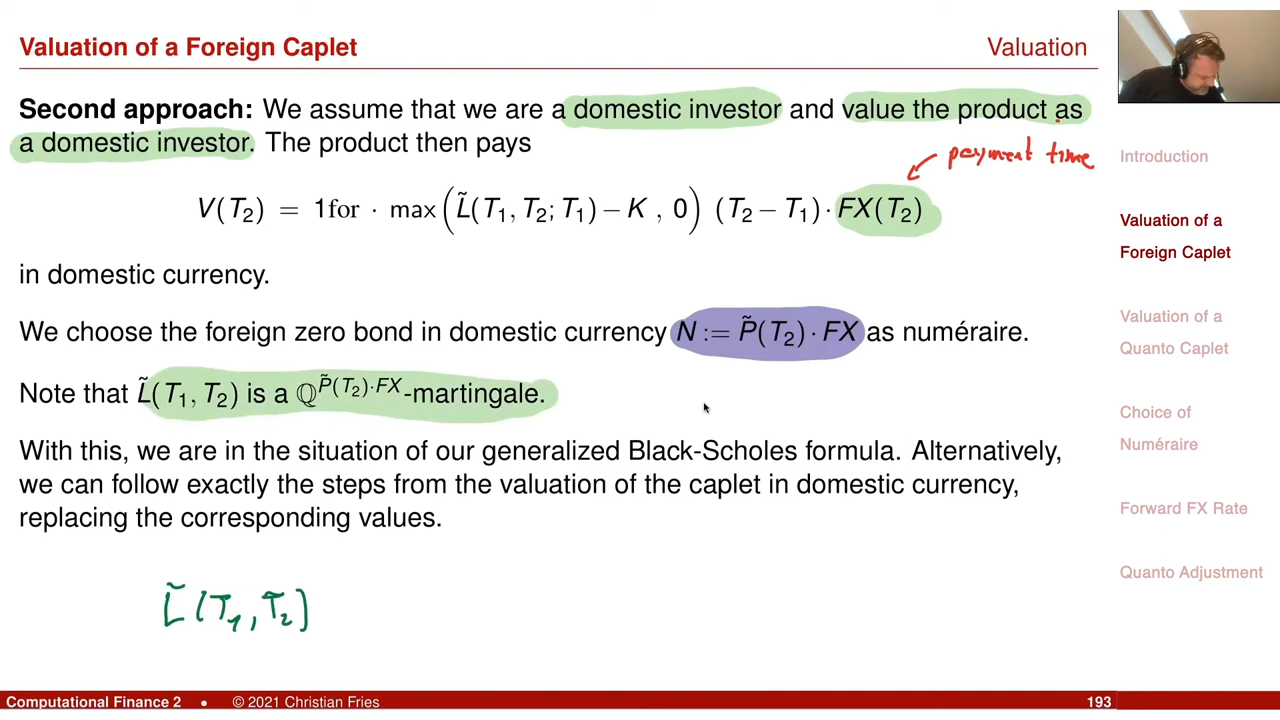 Valuation of a Foreign Caplet
Valuation
Second approach: We assume that we are a domestic investor and value the product as
a domestic investor. The product then pays
payment time
V(T₂) = 1for · max(L̃(T₁, T₂; T₁) − K , 0) (T₂ − T₁) · FX(T₂)
in domestic currency.
We choose the foreign zero bond in domestic currency N := P̃(T₂) · FX as numéraire.
Note that L̃(T₁, T₂) is a ℚ^{P̃(T₂)·FX}-martingale.
With this, we are in the situation of our generalized Black-Scholes formula. Alternatively,
we can follow exactly the steps from the valuation of the caplet in domestic currency,
replacing the corresponding values.
L̃(T₁, T₂)
Introduction
Valuation of a
Foreign Caplet
Valuation of a
Quanto Caplet
Choice of
Numéraire
Forward FX Rate
Quanto Adjustment
Computational Finance 2 • © 2021 Christian Fries
193